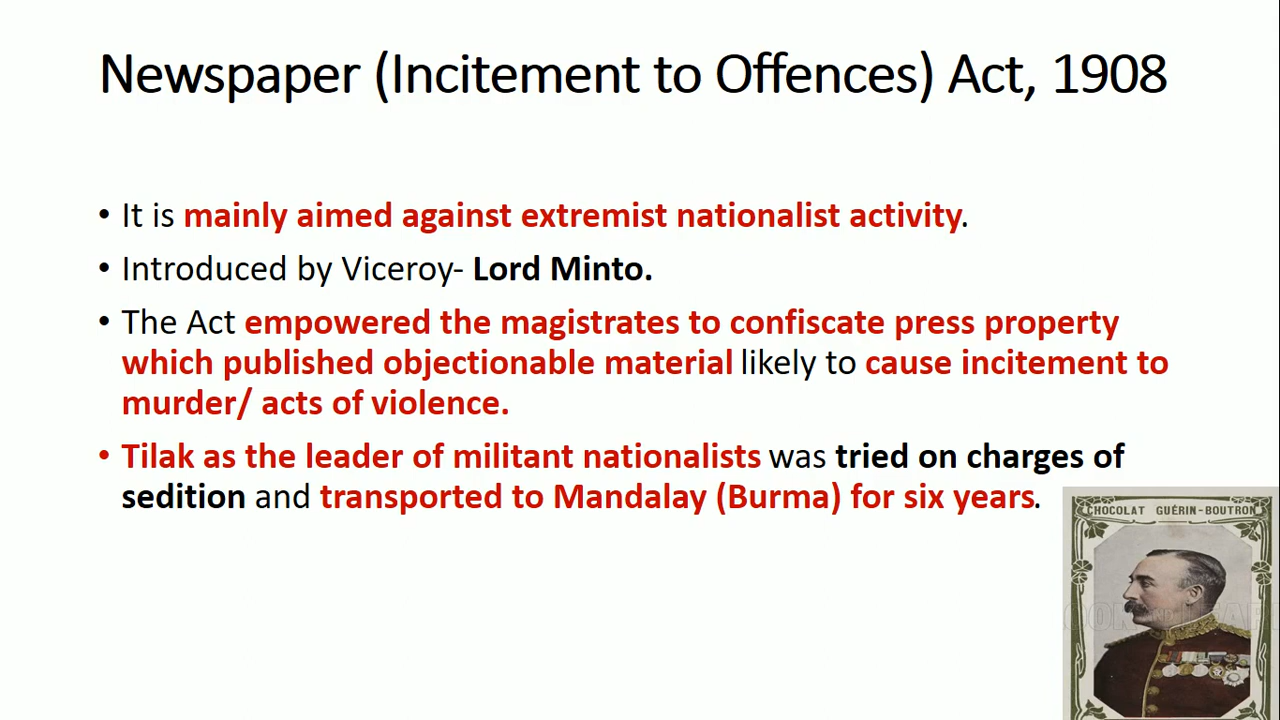 Newspaper (Incitement to Offences) Act, 1908
• It is mainly aimed against extremist nationalist activity.
• Introduced by Viceroy- Lord Minto.
• The Act empowered the magistrates to confiscate press property
which published objectionable material likely to cause incitement to
murder/ acts of violence.
• Tilak as the leader of militant nationalists was tried on charges of
sedition and transported to Mandalay (Burma) for six years.
CHOCOLAT GUÉRIN-BOUTRON